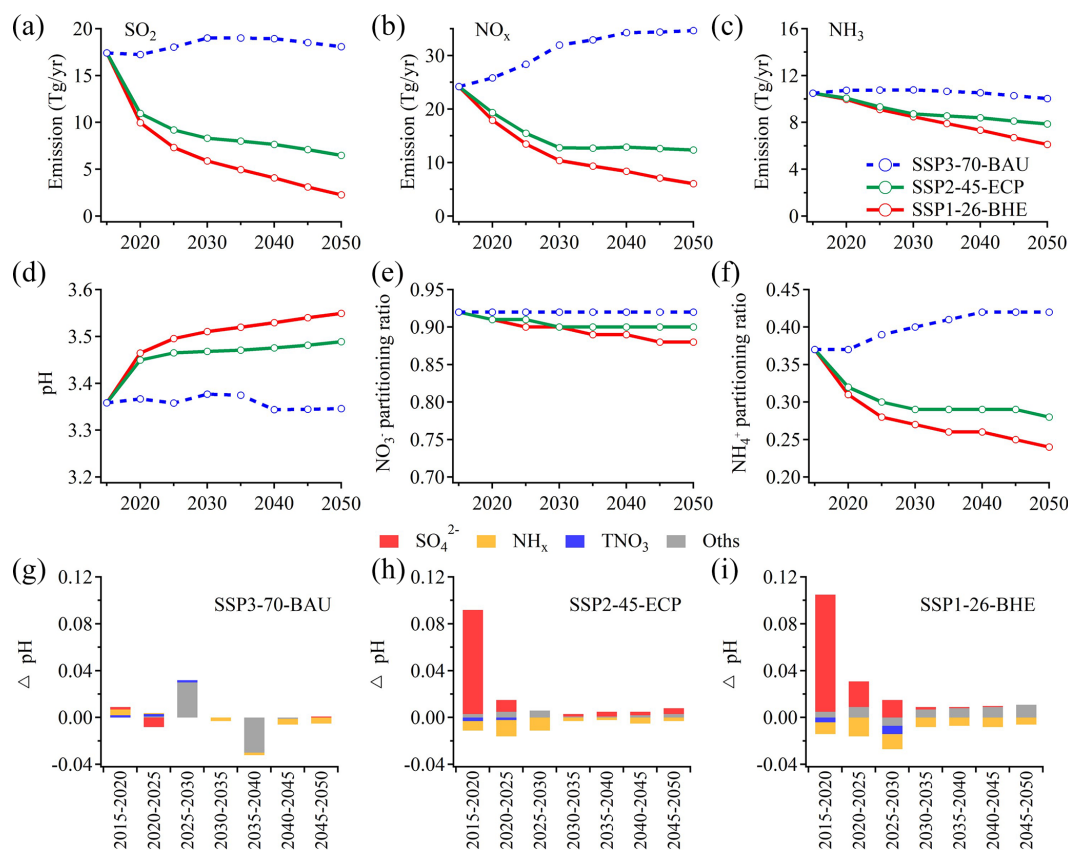 (a) SO2 (b) NOx (c) NH3
Emission (Tg/yr)
20
15
10
5
0
2020 2030 2040 2050
Emission (Tg/yr)
30
20
10
0
2020 2030 2040 2050
Emission (Tg/yr)
16
12
8
4
0
SSP3-70-BAU
SSP2-45-ECP
SSP1-26-BHE
2020 2030 2040 2050
(d) (e) (f)
pH
3.6
3.5
3.4
3.3
3.2
2020 2030 2040 2050
NO3- partitioning ratio
0.95
0.90
0.85
0.80
0.75
0.70
2020 2030 2040 2050
NH4+ partitioning ratio
0.45
0.40
0.35
0.30
0.25
0.20
2020 2030 2040 2050
SO4 2- NHx TNO3 Oths
(g) (h) (i)
SSP3-70-BAU
△ pH
0.12
0.08
0.04
0.00
-0.04
2015-2020
2020-2025
2025-2030
2030-2035
2035-2040
2040-2045
2045-2050
SSP2-45-ECP
△ pH
0.12
0.08
0.04
0.00
-0.04
2015-2020
2020-2025
2025-2030
2030-2035
2035-2040
2040-2045
2045-2050
SSP1-26-BHE
△ pH
0.12
0.08
0.04
0.00
-0.04
2015-2020
2020-2025
2025-2030
2030-2035
2035-2040
2040-2045
2045-2050